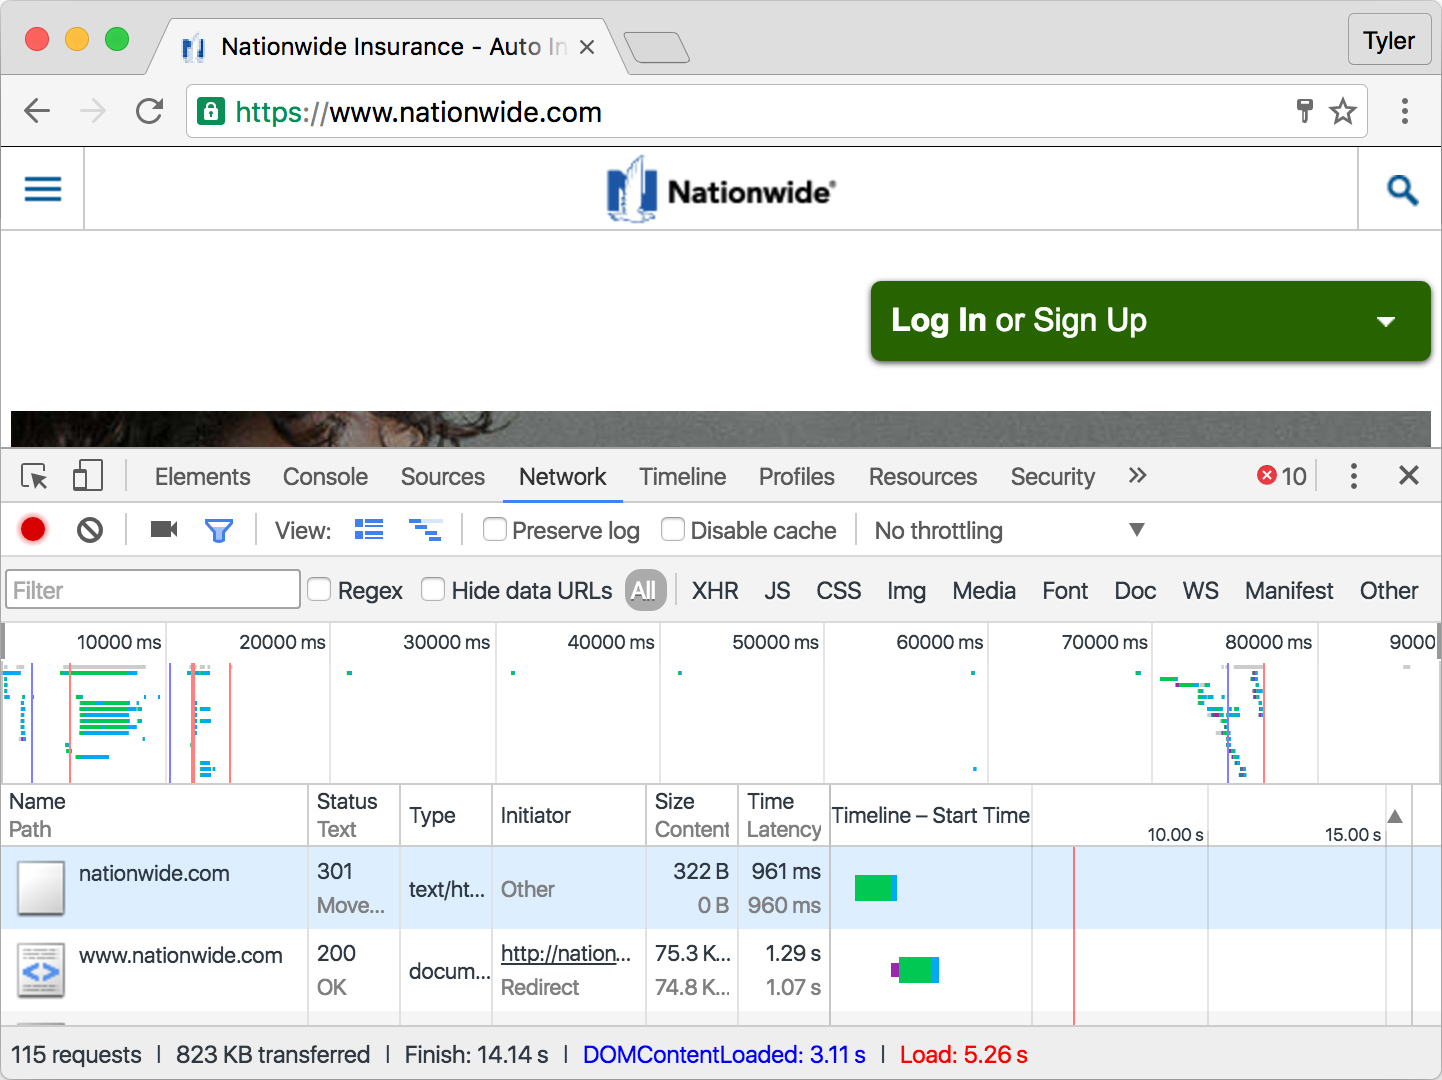 Nationwide Insurance - Auto In
Tyler
https://www.nationwide.com
Nationwide®
Log In or Sign Up
Elements Console Sources Network Timeline Profiles Resources Security » 10
View: Preserve log Disable cache No throttling
Filter Regex Hide data URLs All XHR JS CSS Img Media Font Doc WS Manifest Other
10000 ms 20000 ms 30000 ms 40000 ms 50000 ms 60000 ms 70000 ms 80000 ms 9000
Name Status Type Initiator Size Time Timeline – Start Time
Path Text Content Latency 10.00 s 15.00 s
nationwide.com 301 text/ht... Other 322 B 961 ms
Move... 0 B 960 ms
www.nationwide.com 200 docum... http://nation... 75.3 K... 1.29 s
OK Redirect 74.8 K... 1.07 s
115 requests | 823 KB transferred | Finish: 14.14 s | DOMContentLoaded: 3.11 s | Load: 5.26 s